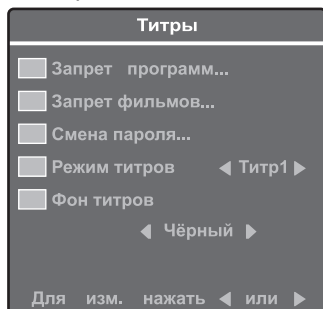 Титры
Запрет программ...
Запрет фильмов...
Смена пароля...
Режим титров ◀ Титр1 ▶
Фон титров
◀ Чёрный ▶
Для изм. нажать ◀ или ▶